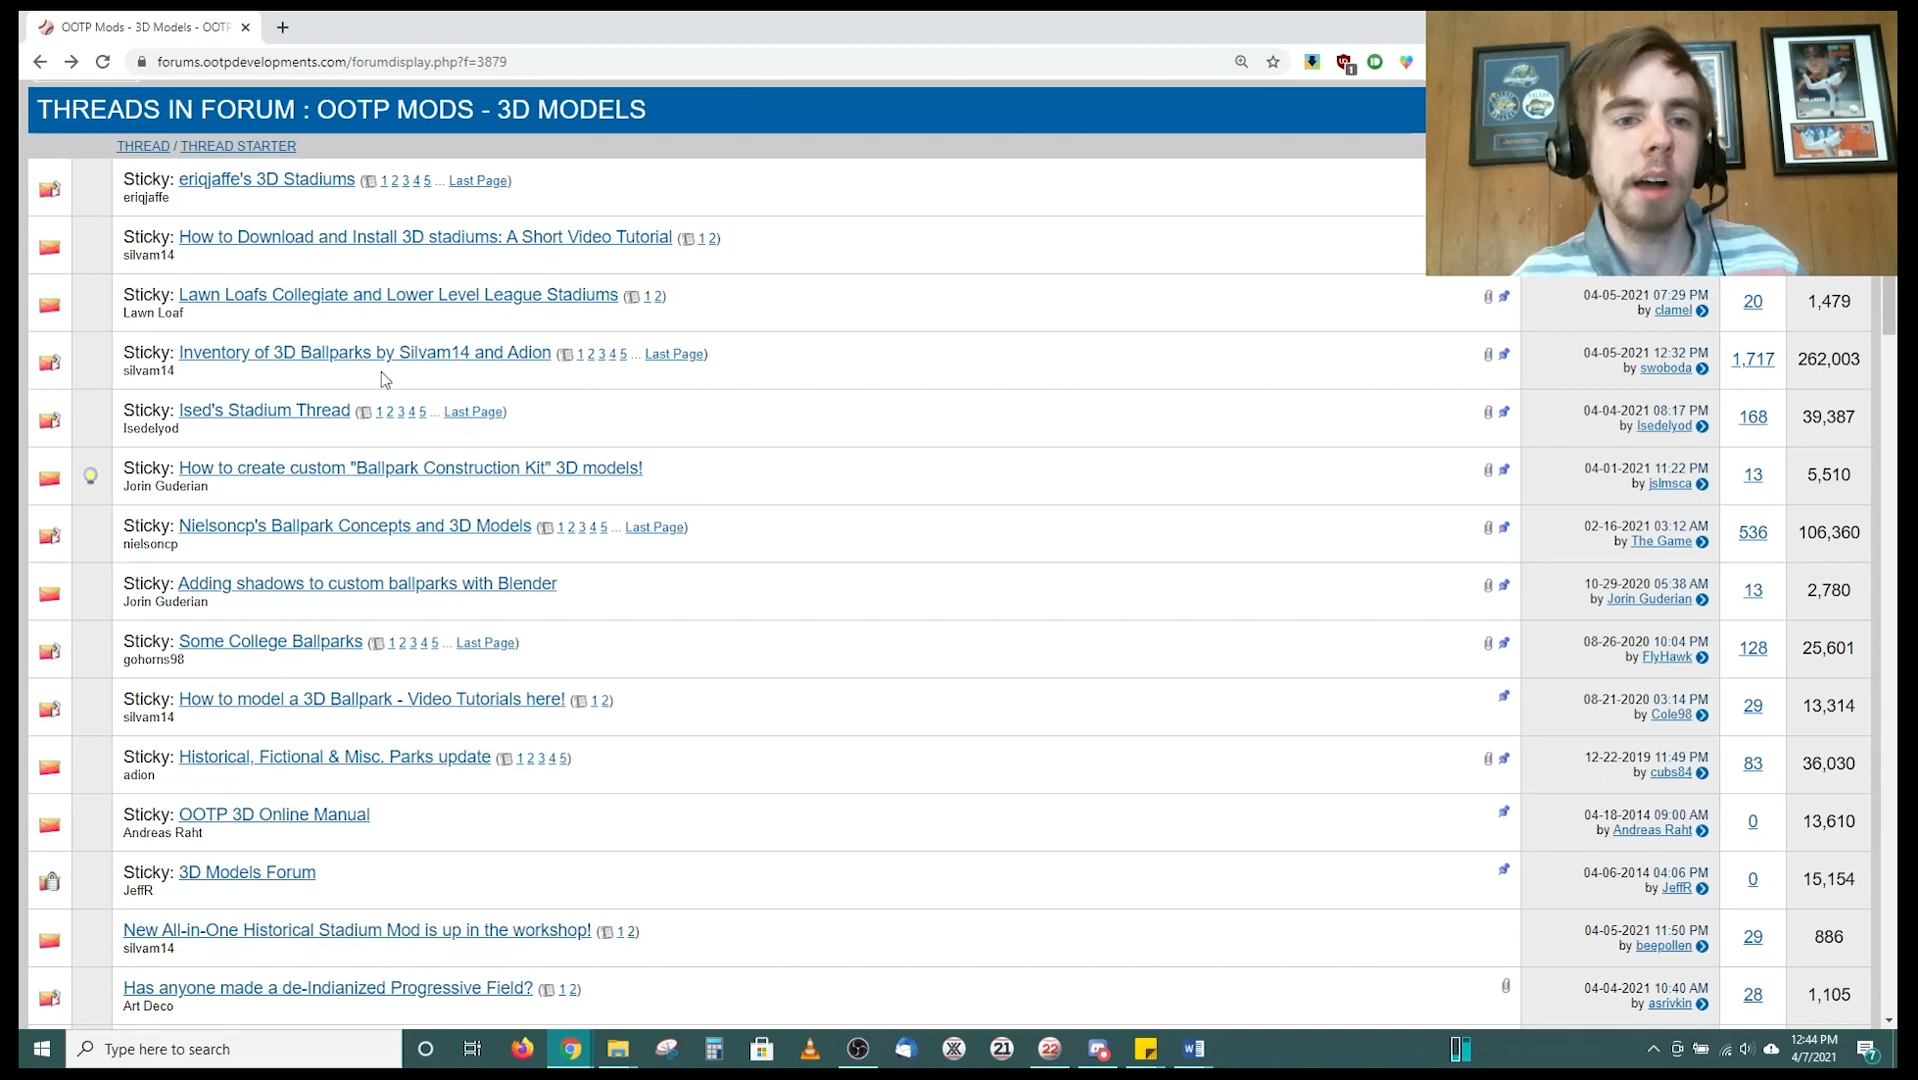 OOTP Mods - 3D Models - OOTP
forums.ootpdevelopments.com/forumdisplay.php?f=3879
1
THREADS IN FORUM : OOTP MODS - 3D MODELS
THREAD / THREAD STARTER
Sticky: eriqjaffe's 3D Stadiums ( 1 2 3 4 5 ... Last Page)
eriqjaffe
Sticky: How to Download and Install 3D stadiums: A Short Video Tutorial ( 1 2)
silvam14
Sticky: Lawn Loafs Collegiate and Lower Level League Stadiums ( 1 2) 04-05-2021 07:29 PM 20 1,479
Lawn Loaf by clamel
Sticky: Inventory of 3D Ballparks by Silvam14 and Adion ( 1 2 3 4 5 ... Last Page) 04-05-2021 12:32 PM 1,717 262,003
silvam14 by swoboda
Sticky: Ised's Stadium Thread ( 1 2 3 4 5 ... Last Page) 04-04-2021 08:17 PM 168 39,387
Isedelyod by Isedelyod
Sticky: How to create custom "Ballpark Construction Kit" 3D models! 04-01-2021 11:22 PM 13 5,510
Jorin Guderian by jslmsca
Sticky: Nielsoncp's Ballpark Concepts and 3D Models ( 1 2 3 4 5 ... Last Page) 02-16-2021 03:12 AM 536 106,360
nielsoncp by The Game
Sticky: Adding shadows to custom ballparks with Blender 10-29-2020 05:38 AM 13 2,780
Jorin Guderian by Jorin Guderian
Sticky: Some College Ballparks ( 1 2 3 4 5 ... Last Page) 08-26-2020 10:04 PM 128 25,601
gohorns98 by FlyHawk
Sticky: How to model a 3D Ballpark - Video Tutorials here! ( 1 2) 08-21-2020 03:14 PM 29 13,314
silvam14 by Cole98
Sticky: Historical, Fictional & Misc. Parks update ( 1 2 3 4 5) 12-22-2019 11:49 PM 83 36,030
adion by cubs84
Sticky: OOTP 3D Online Manual 04-18-2014 09:00 AM 0 13,610
Andreas Raht by Andreas Raht
Sticky: 3D Models Forum 04-06-2014 04:06 PM 0 15,154
JeffR by JeffR
New All-in-One Historical Stadium Mod is up in the workshop! ( 1 2) 04-05-2021 11:50 PM 29 886
silvam14 by beepollen
Has anyone made a de-Indianized Progressive Field? ( 1 2) 04-04-2021 10:40 AM 28 1,105
Art Deco by asrivkin
Type here to search
21
22
12:44 PM
4/7/2021
7